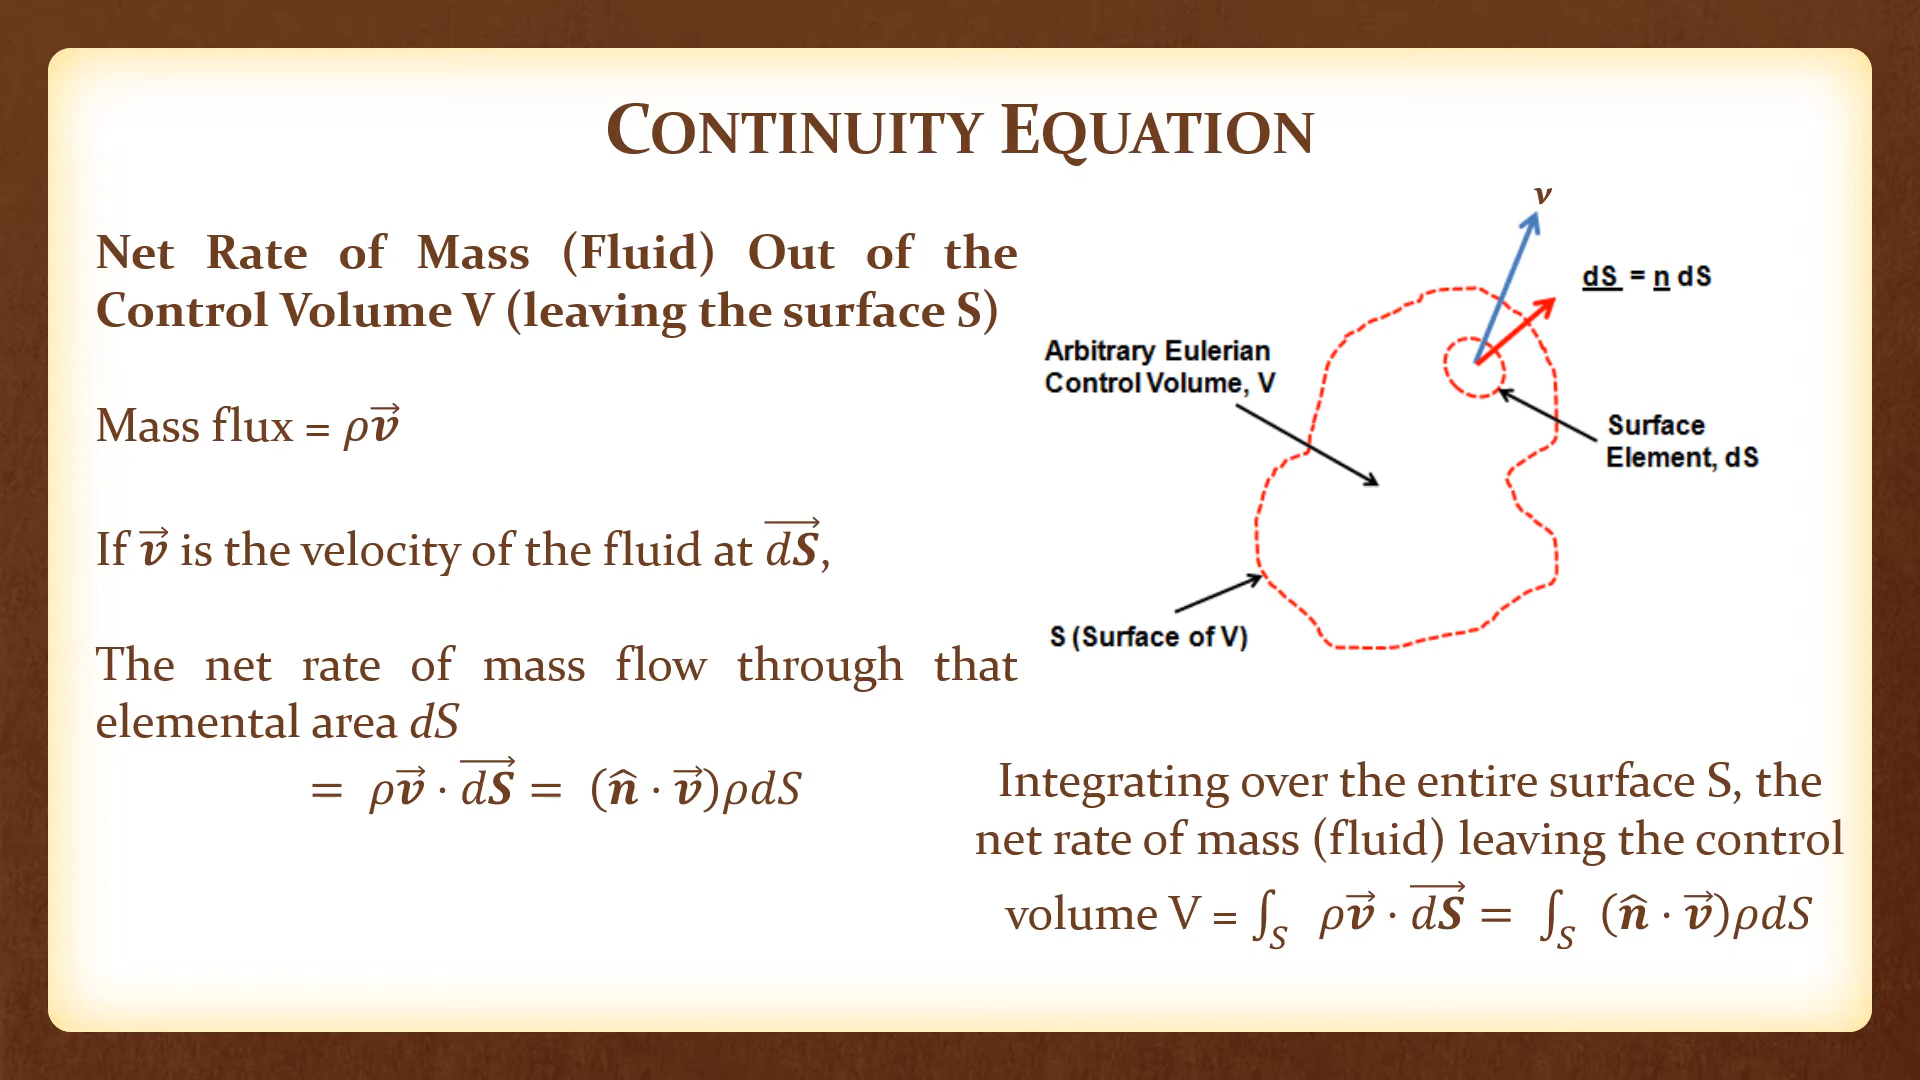 CONTINUITY EQUATION
Net Rate of Mass (Fluid) Out of the
Control Volume V (leaving the surface S)
Mass flux = ρv⃗
If v⃗ is the velocity of the fluid at d⃗S⃗,
The net rate of mass flow through that
elemental area dS
= ρv⃗ · d⃗S⃗ = (n̂ · v⃗)ρdS
v
dS = n dS
Arbitrary Eulerian
Control Volume, V
Surface
Element, dS
S (Surface of V)
Integrating over the entire surface S, the
net rate of mass (fluid) leaving the control
volume V = ∫_S ρv⃗ · d⃗S⃗ = ∫_S (n̂ · v⃗)ρdS